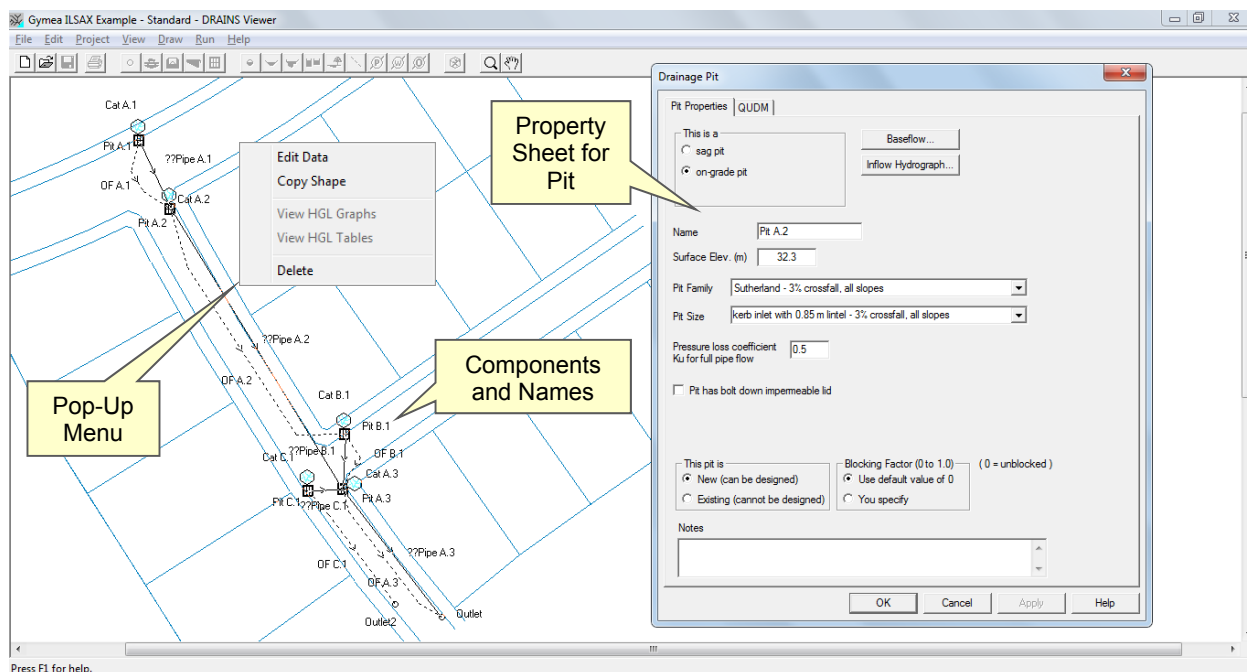 Gymea ILSAX Example - Standard - DRAINS Viewer
File Edit Project View Draw Run Help
Cat A.1
Pit A.1
??Pipe A.1
OF A.1
Cat A.2
Pit A.2
Edit Data
Copy Shape
View HGL Graphs
View HGL Tables
Delete
??Pipe A.2
OF A.2
Pop-Up
Menu
Components
and Names
Cat B.1
Pit B.1
??Pipe B.1
OF B.1
Cat C.1
Cat A.3
Pit C.1
??Pipe C.1
Pit A.3
??Pipe A.3
OF C.1
OF A.3
Outlet2
Outlet
Property
Sheet for
Pit
Drainage Pit
Pit Properties QUDM
This is a
sag pit
on-grade pit
Baseflow...
Inflow Hydrograph...
Name Pit A.2
Surface Elev. (m) 32.3
Pit Family Sutherland - 3% crossfall, all slopes
Pit Size kerb inlet with 0.85 m lintel - 3% crossfall, all slopes
Pressure loss coefficient
Ku for full pipe flow 0.5
Pit has bolt down impermeable lid
This pit is
New (can be designed)
Existing (cannot be designed)
Blocking Factor (0 to 1.0) ( 0 = unblocked )
Use default value of 0
You specify
Notes
OK Cancel Apply Help
Press F1 for help.